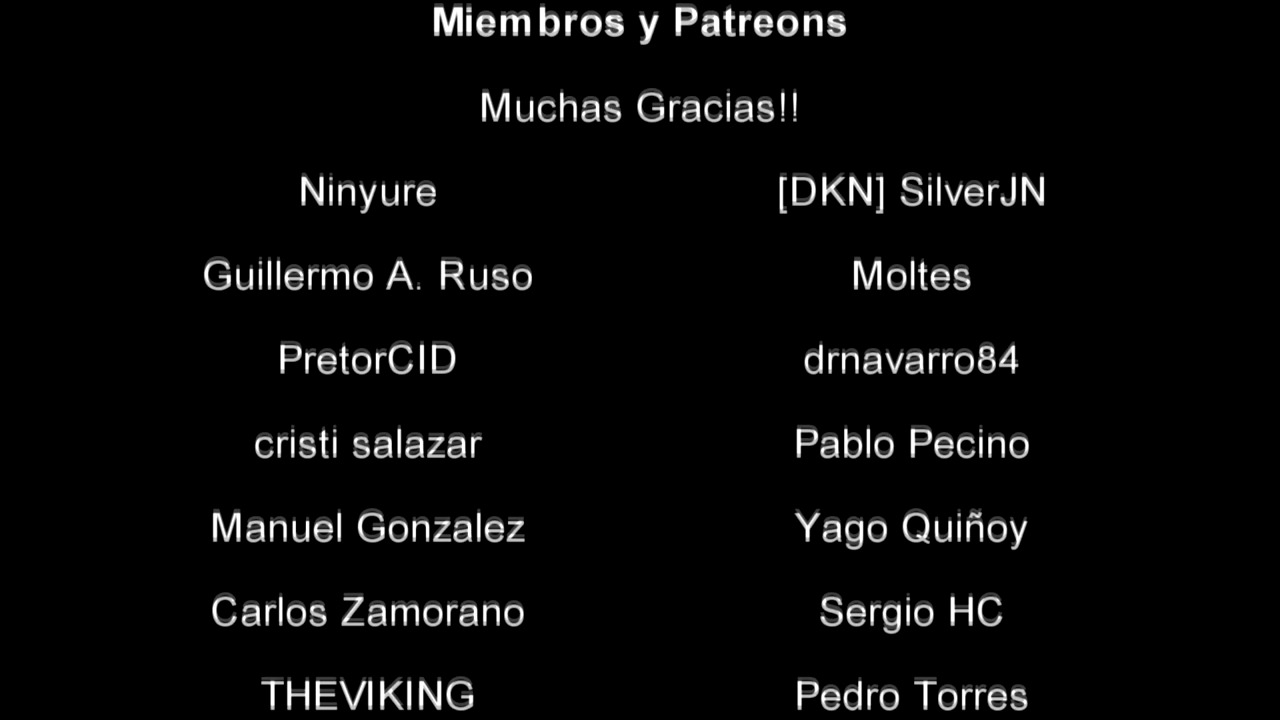 Miembros y Patreons
Muchas Gracias!!
Ninyure [DKN] SilverJN
Guillermo A. Ruso Moltes
PretorCID drnavarro84
cristi salazar Pablo Pecino
Manuel Gonzalez Yago Quiñoy
Carlos Zamorano Sergio HC
THEVIKING Pedro Torres